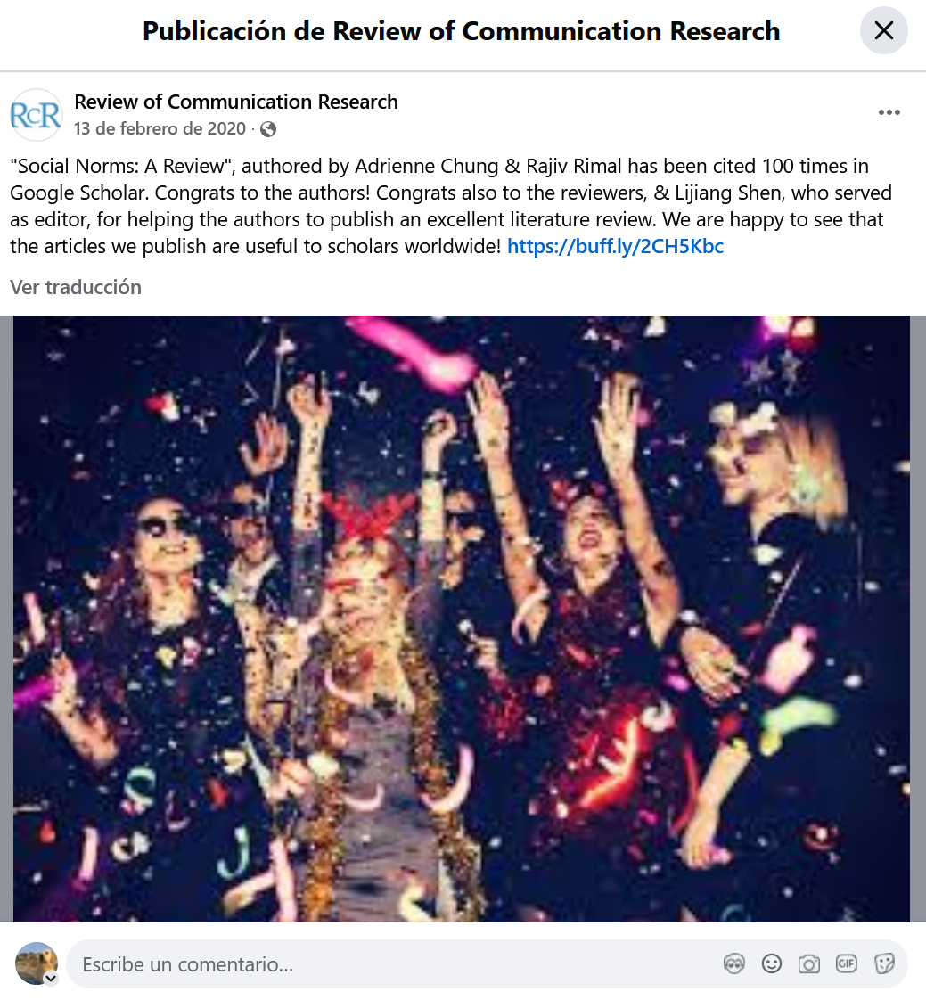 Publicación de Review of Communication Research
RCR
Review of Communication Research
13 de febrero de 2020 ·
"Social Norms: A Review", authored by Adrienne Chung & Rajiv Rimal has been cited 100 times in
Google Scholar. Congrats to the authors! Congrats also to the reviewers, & Lijiang Shen, who served
as editor, for helping the authors to publish an excellent literature review. We are happy to see that
the articles we publish are useful to scholars worldwide! https://buff.ly/2CH5Kbc
Ver traducción
Escribe un comentario...
GIF